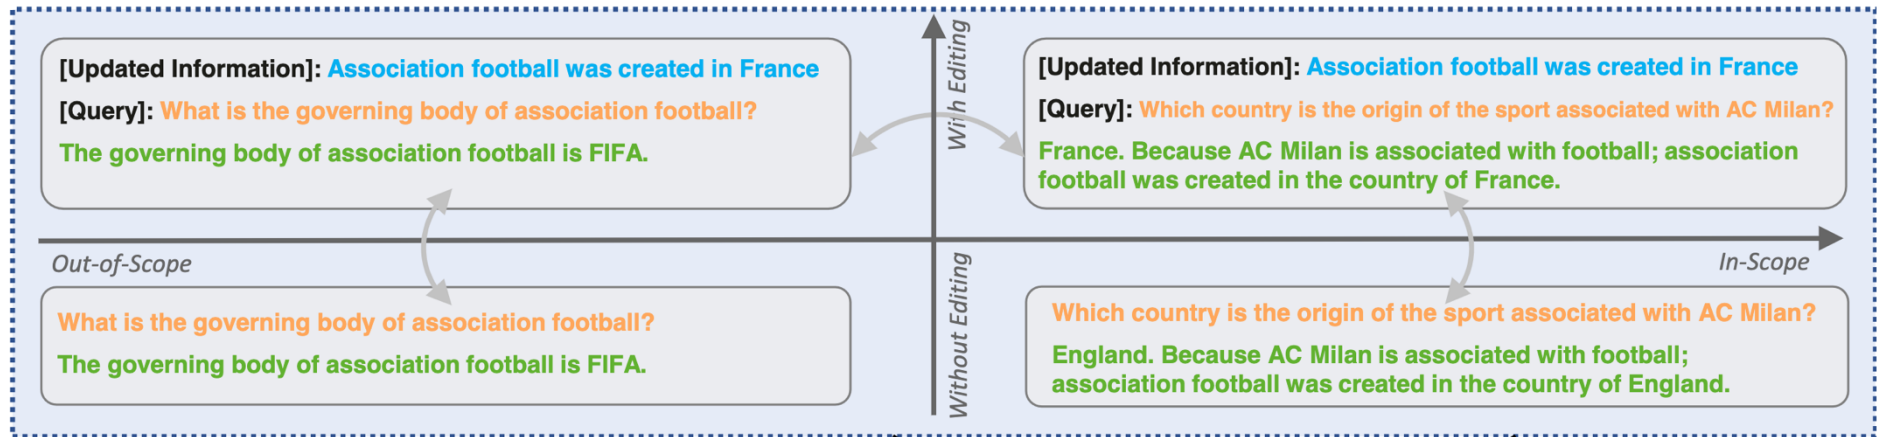 [Updated Information]: Association football was created in France
[Query]: What is the governing body of association football?
The governing body of association football is FIFA.
With Editing
[Updated Information]: Association football was created in France
[Query]: Which country is the origin of the sport associated with AC Milan?
France. Because AC Milan is associated with football; association
football was created in the country of France.
Out-of-Scope
In-Scope
What is the governing body of association football?
The governing body of association football is FIFA.
Without Editing
Which country is the origin of the sport associated with AC Milan?
England. Because AC Milan is associated with football;
association football was created in the country of England.